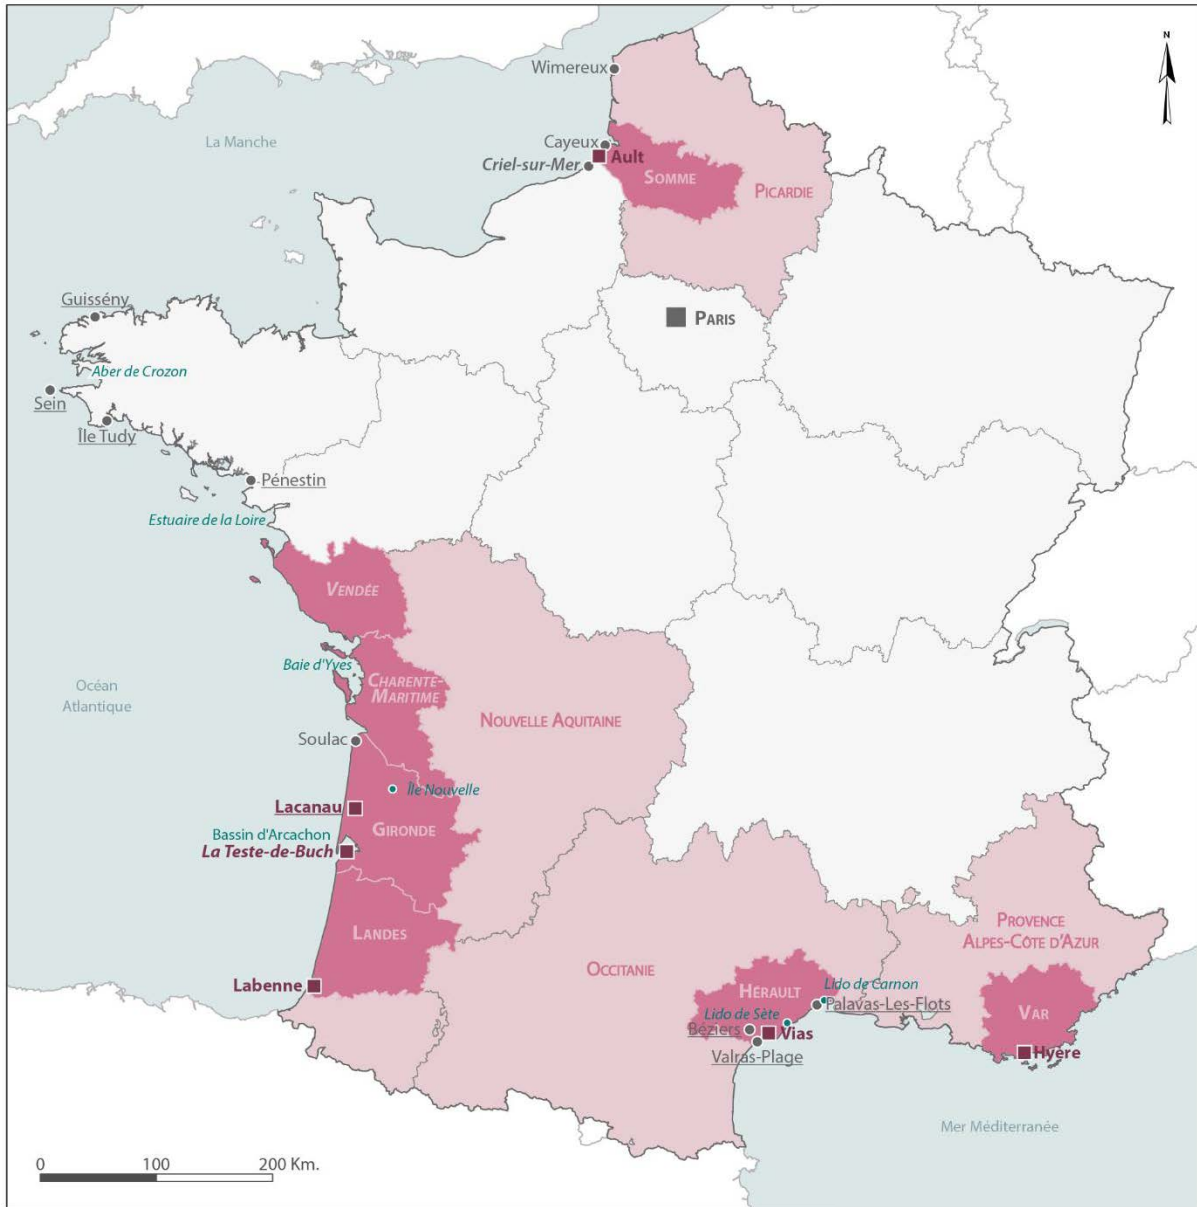 N
Wimereux
La Manche
Cayeux
Ault
Criel-sur-Mer
SOMME
PICARDIE
Guissény
PARIS
Aber de Crozon
Sein
Île Tudy
Pénestin
Estuaire de la Loire
VENDÉE
Baie d'Yves
CHARENTE-
MARITIME
Océan
Atlantique
NOUVELLE AQUITAINE
Soulac
Île Nouvelle
Lacanau
GIRONDE
Bassin d'Arcachon
La Teste-de-Buch
LANDES
PROVENCE
ALPES-CÔTE D'AZUR
OCCITANIE
Labenne
HÉRAULT
Lido de Carnon
Palavas-Les-Flots
Lido de Sète
VAR
Béziers
Vias
Valras-Plage
Hyère
Mer Méditerranée
0 100 200 Km.